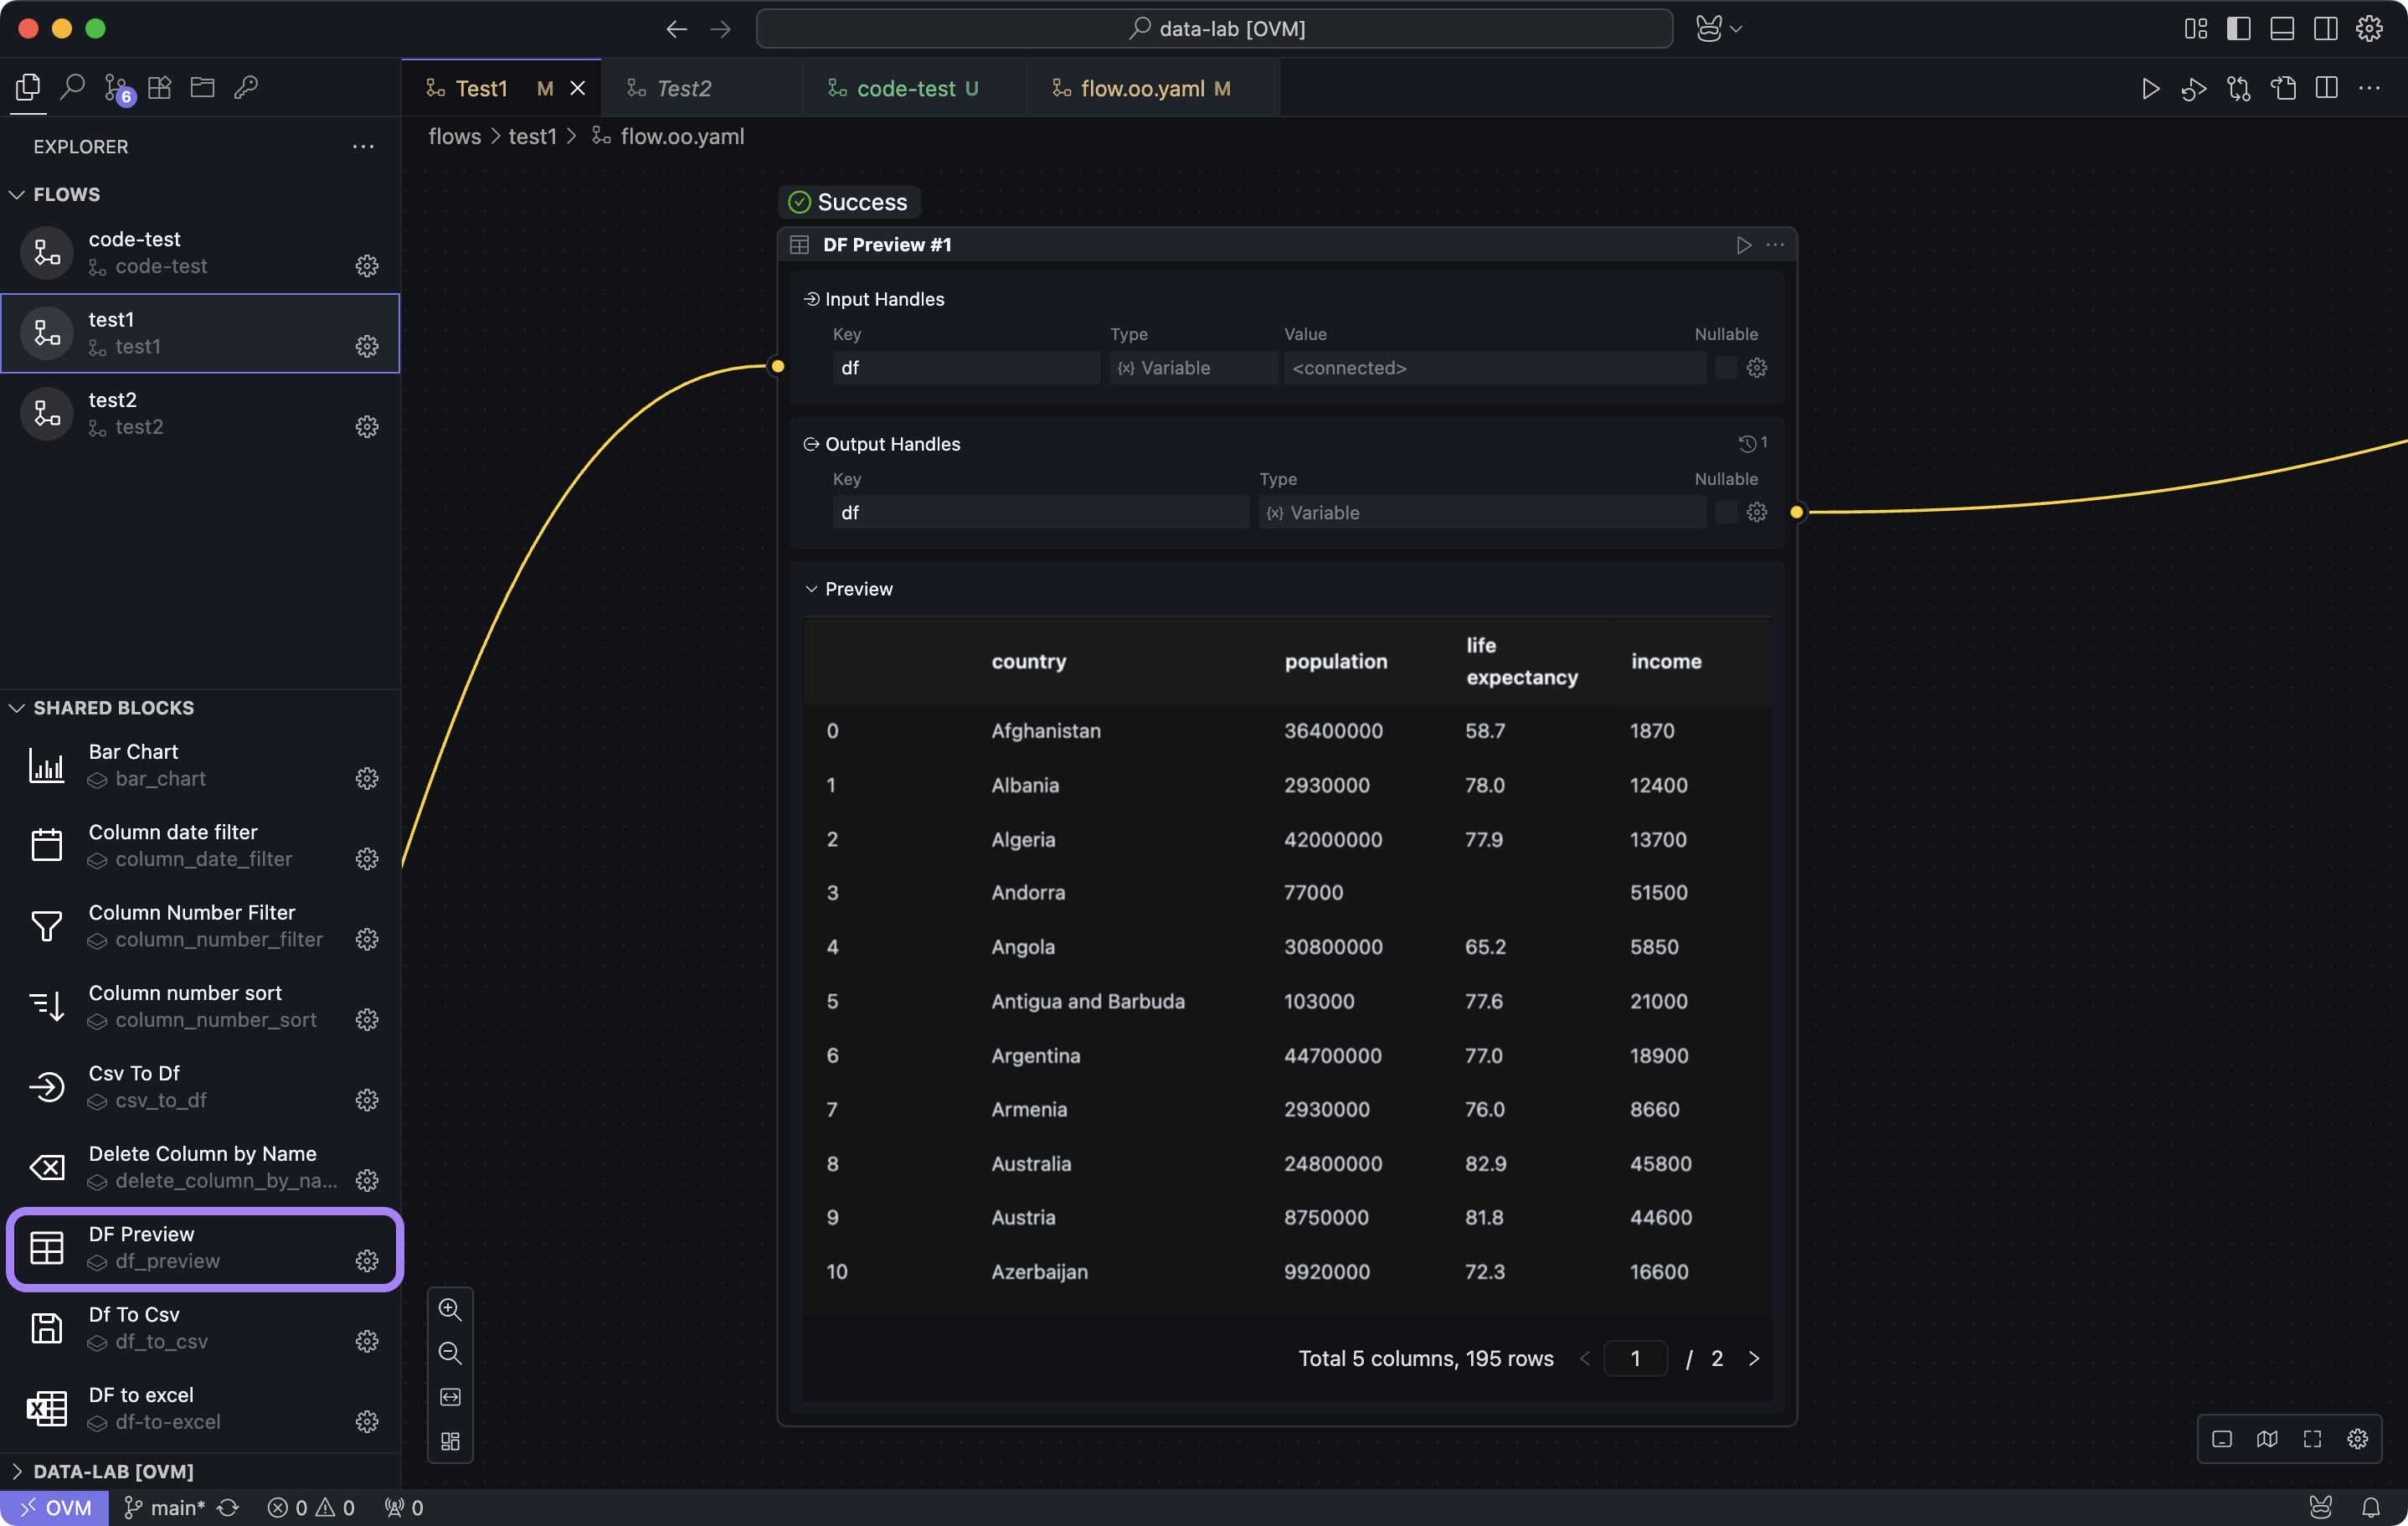 data-lab [OVM]
6
Test1 M
Test2
code-test U
flow.oo.yaml M
EXPLORER
flows > test1 > flow.oo.yaml
FLOWS
code-test
code-test
test1
test1
test2
test2
SHARED BLOCKS
Bar Chart
bar_chart
Column date filter
column_date_filter
Column Number Filter
column_number_filter
Column number sort
column_number_sort
Csv To Df
csv_to_df
Delete Column by Name
delete_column_by_na...
DF Preview
df_preview
Df To Csv
df_to_csv
DF to excel
df-to-excel
DATA-LAB [OVM]
Success
DF Preview #1
Input Handles
Key Type Value Nullable
df {x} Variable <connected>
Output Handles 1
Key Type Nullable
df {x} Variable
Preview
country population life expectancy income
0 Afghanistan 36400000 58.7 1870
1 Albania 2930000 78.0 12400
2 Algeria 42000000 77.9 13700
3 Andorra 77000 51500
4 Angola 30800000 65.2 5850
5 Antigua and Barbuda 103000 77.6 21000
6 Argentina 44700000 77.0 18900
7 Armenia 2930000 76.0 8660
8 Australia 24800000 82.9 45800
9 Austria 8750000 81.8 44600
10 Azerbaijan 9920000 72.3 16600
Total 5 columns, 195 rows < 1 / 2 >
OVM main* 0 0 0